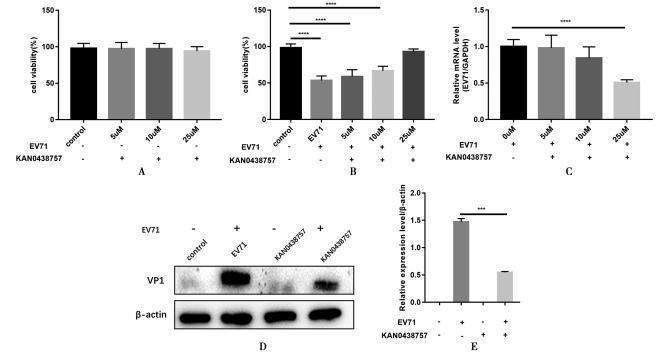 cell viability(%)
150
100
50
0
control
5uM
10uM
25uM
EV71
- - - -
KAN0438757
- + + +
A
cell viability(%)
150
100
50
0
****
****
****
control
EV71
5uM
10uM
25uM
EV71
- + + + +
KAN0438757
- - + + +
B
Relative mRNA level
(EV71/GAPDH)
1.5
1.0
0.5
0.0
****
0uM
5uM
10uM
25uM
EV71
+ + + +
KAN0438757
- + + +
C
EV71
- + - +
control
EV71
KAN0438757
KAN0438757
VP1
β-actin
D
Relative expression level/β-actin
2.0
1.5
1.0
0.5
0.0
***
EV71
- + - +
KAN0438757
- - + +
E